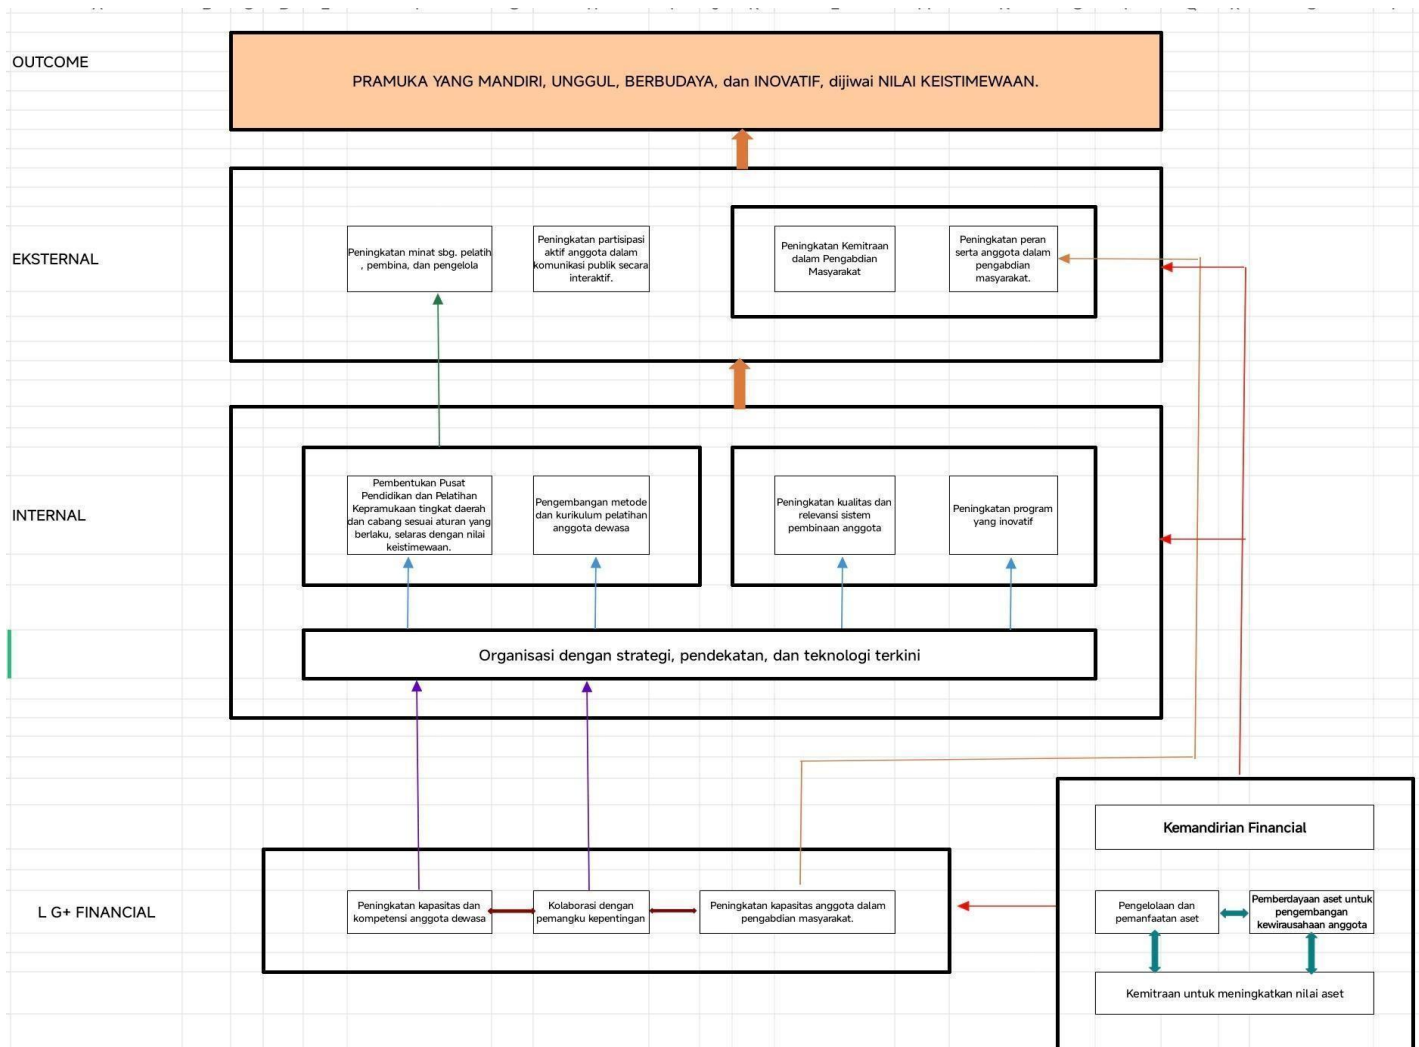 OUTCOME
PRAMUKA YANG MANDIRI, UNGGUL, BERBUDAYA, dan INOVATIF, dijiwai NILAI KEISTIMEWAAN.
EKSTERNAL
Peningkatan minat sbg. pelatih
, pembina, dan pengelola
Peningkatan partisipasi
aktif anggota dalam
komunikasi publik secara
interaktif.
Peningkatan Kemitraan
dalam Pengabdian
Masyarakat
Peningkatan peran
serta anggota dalam
pengabdian
masyarakat.
INTERNAL
Pembentukan Pusat
Pendidikan dan Pelatihan
Kepramukaan tingkat daerah
dan cabang sesuai aturan yang
berlaku, selaras dengan nilai
keistimewaan.
Pengembangan metode
dan kurikulum pelatihan
anggota dewasa
Peningkatan kualitas dan
relevansi sistem
pembinaan anggota
Peningkatan program
yang inovatif
Organisasi dengan strategi, pendekatan, dan teknologi terkini
L G+ FINANCIAL
Peningkatan kapasitas dan
kompetensi anggota dewasa
Kolaborasi dengan
pemangku kepentingan
Peningkatan kapasitas anggota dalam
pengabdian masyarakat.
Kemandirian Financial
Pengelolaan dan
pemanfaatan aset
Pemberdayaan aset untuk
pengembangan
kewirausahaan anggota
Kemitraan untuk meningkatkan nilai aset